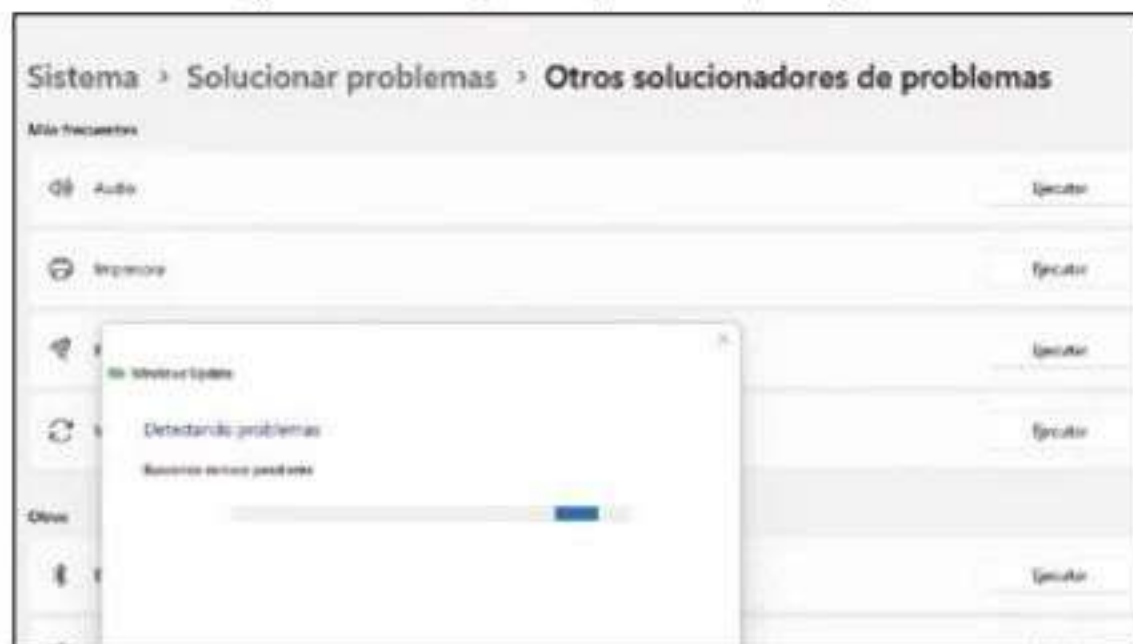 Sistema > Solucionar problemas > Otros solucionadores de problemas
Más frecuentes
Audio
Ejecutar
Impresora
Ejecutar
Ejecutar
Windows Update
Ejecutar
Detectando problemas
Otros
Ejecutar